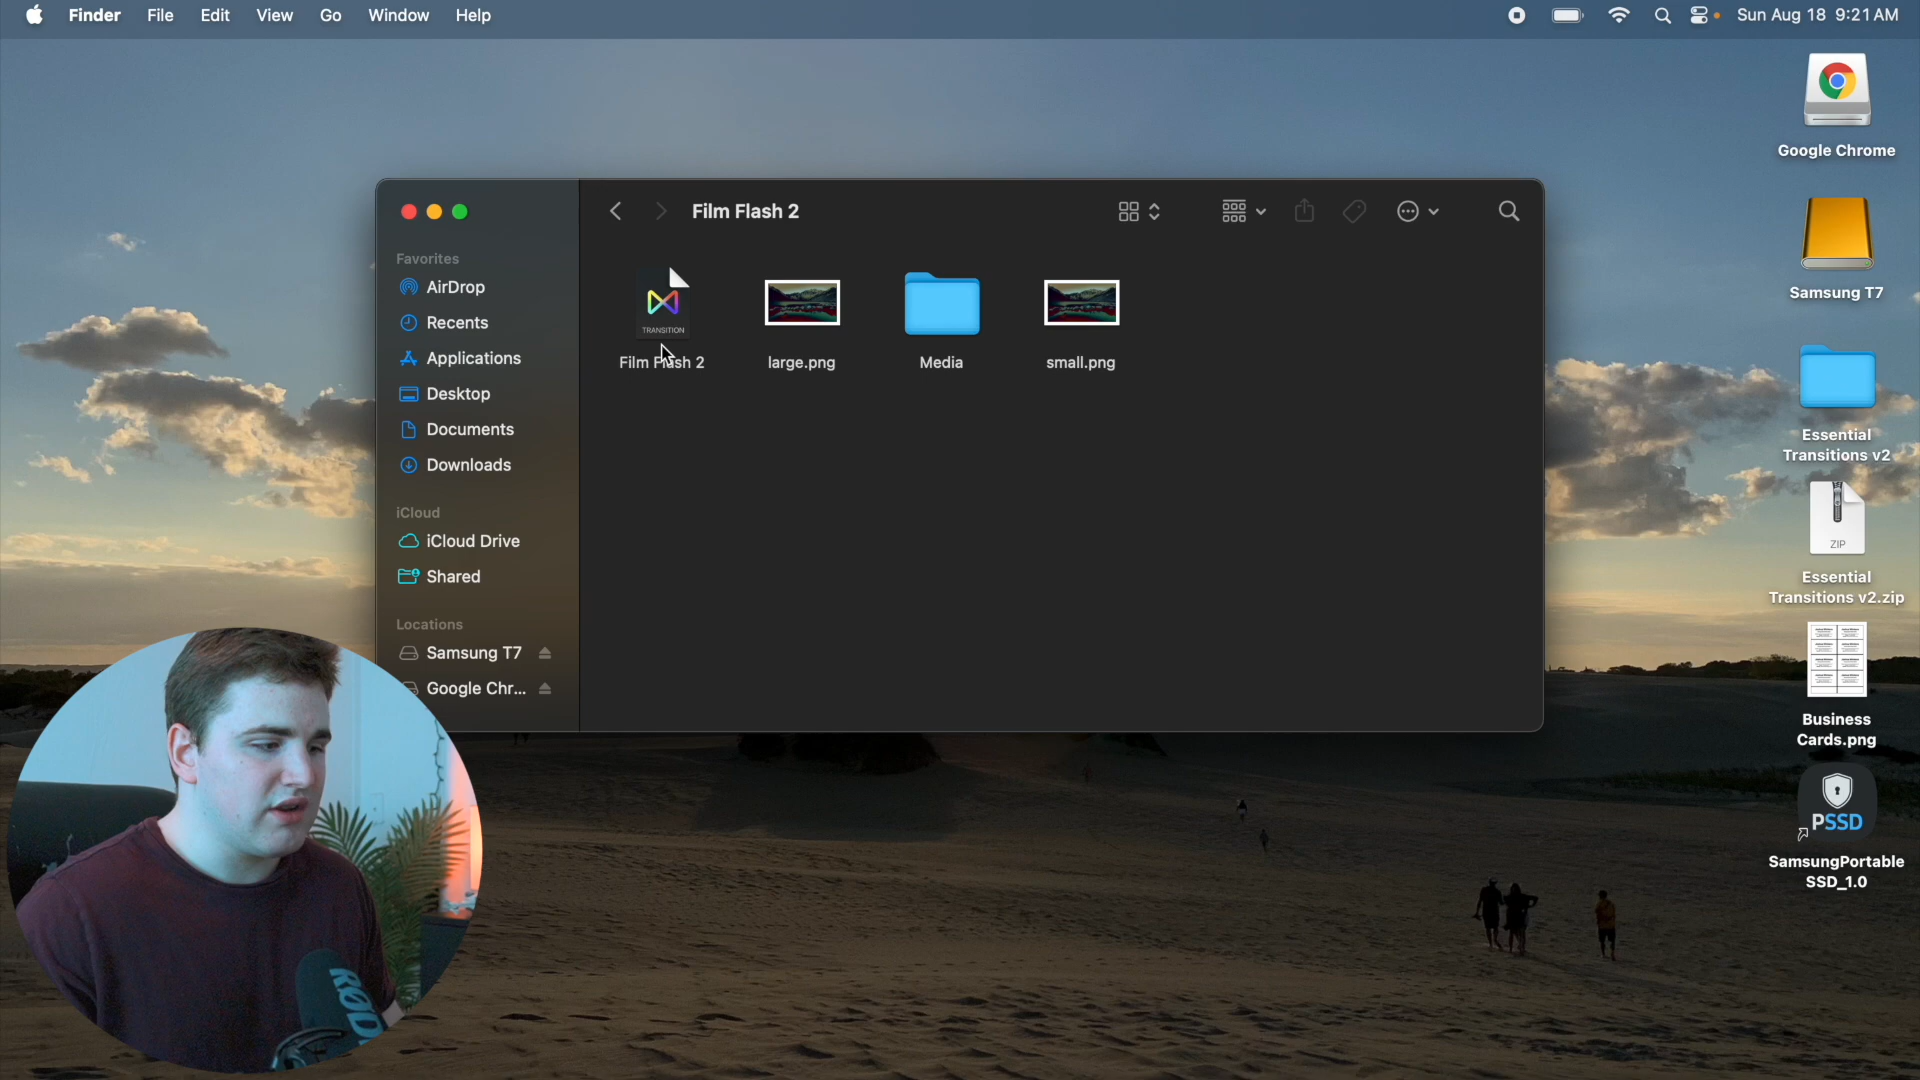 Finder File Edit View Go Window Help
Sun Aug 18 9:21 AM
Film Flash 2
Favorites
AirDrop
Recents
Applications
Desktop
Documents
Downloads
iCloud
iCloud Drive
Shared
Locations
Samsung T7
Google Chr...
TRANSITION
Film Flash 2
large.png
Media
small.png
Google Chrome
Samsung T7
Essential
Transitions v2
ZIP
Essential
Transitions v2.zip
Business
Cards.png
PSSD
SamsungPortable
SSD_1.0
RØDE